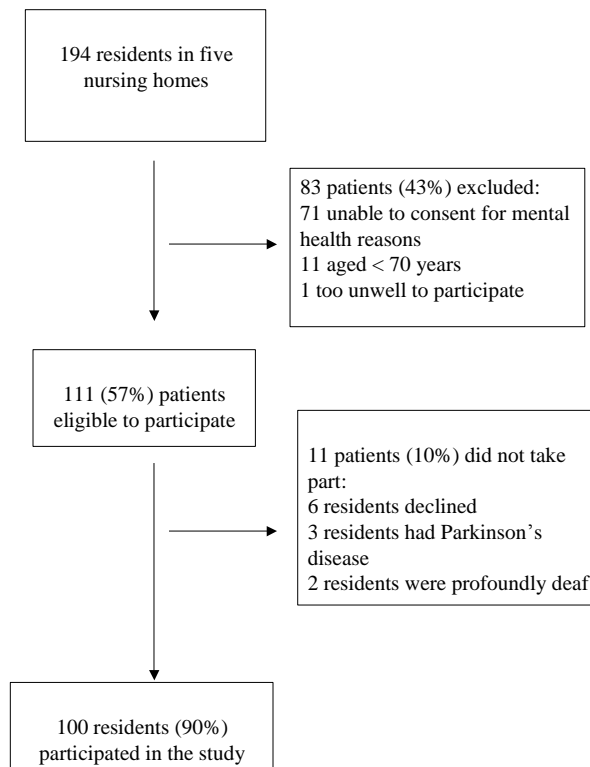 194 residents in five
nursing homes
83 patients (43%) excluded:
71 unable to consent for mental
health reasons
11 aged < 70 years
1 too unwell to participate
111 (57%) patients
eligible to participate
11 patients (10%) did not take
part:
6 residents declined
3 residents had Parkinson’s
disease
2 residents were profoundly deaf
100 residents (90%)
participated in the study